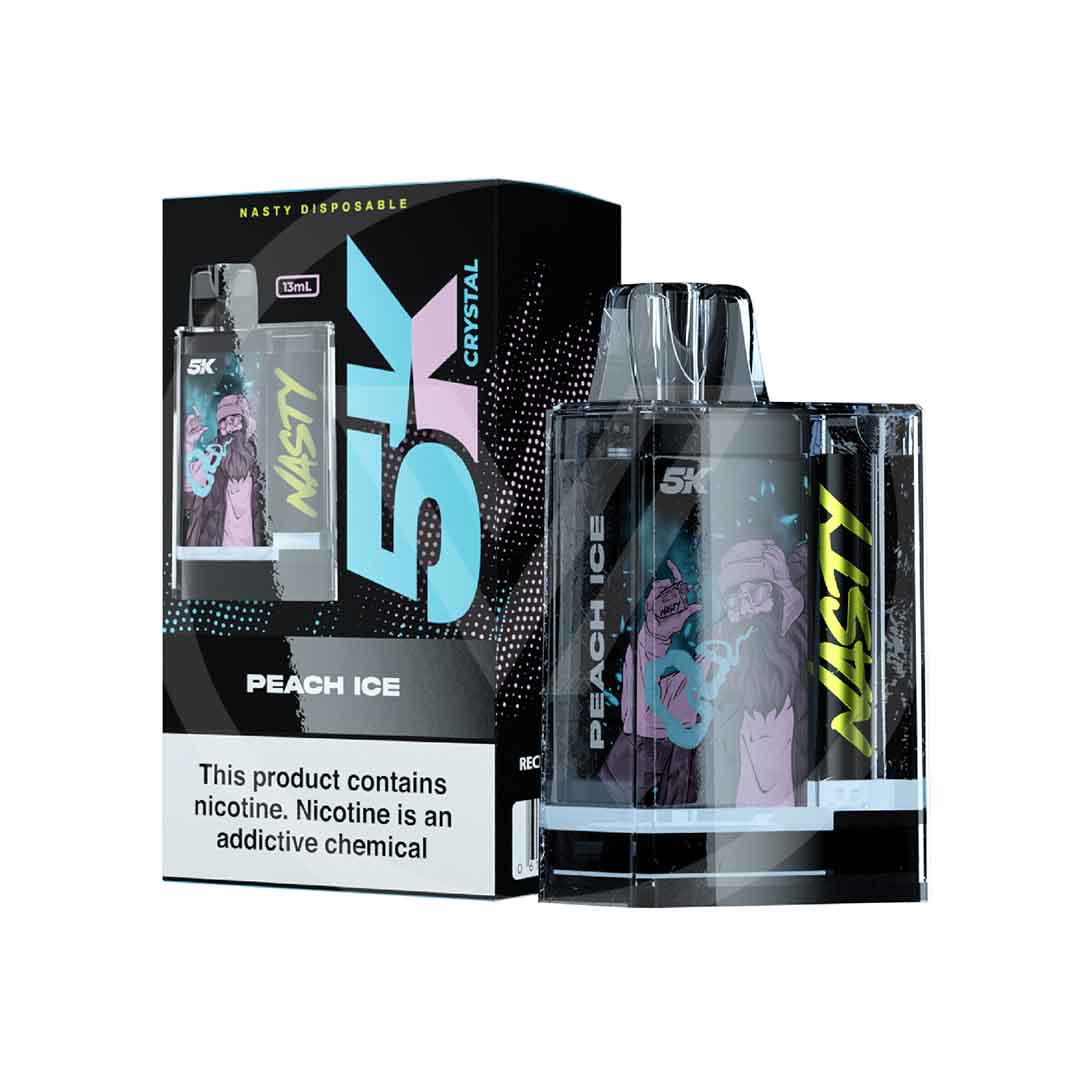 NASTY DISPOSABLE
13mL
5K
CRYSTAL
5K
NASTY
PEACH ICE
This product contains
nicotine. Nicotine is an
addictive chemical
5K
PEACH ICE
NASTY
NASTY